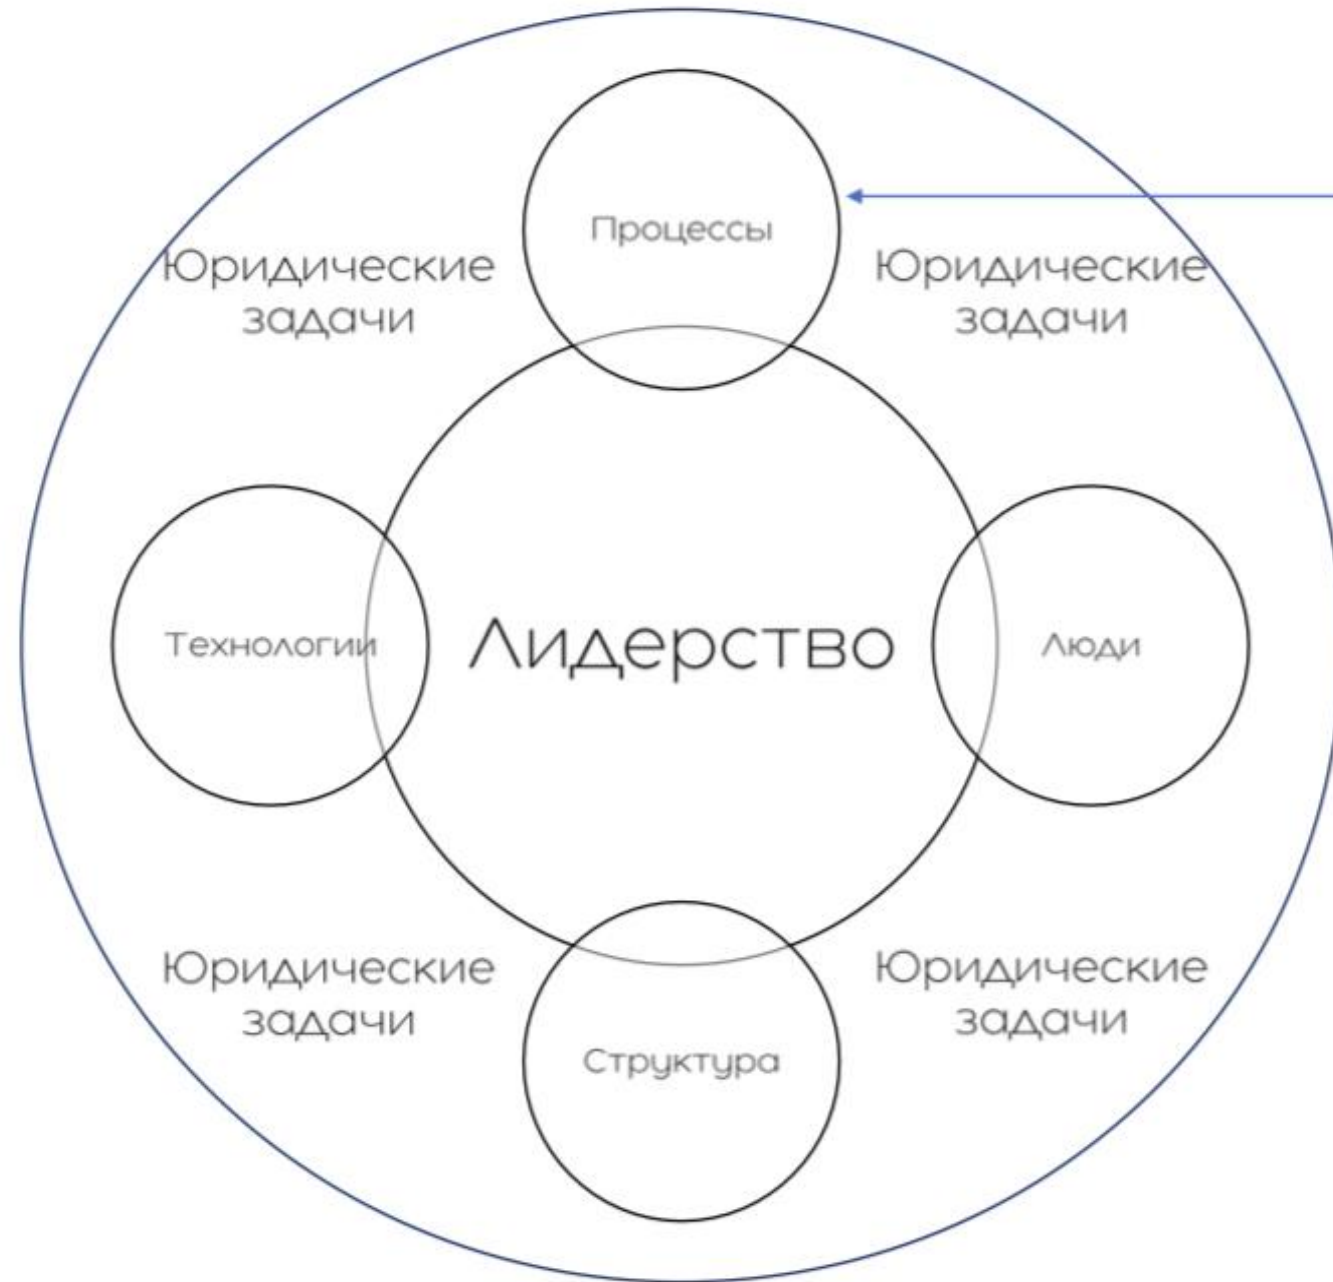 Процессы
Юридические
задачи
Юридические
задачи
Технологии
Лидерство
Люди
Юридические
задачи
Юридические
задачи
Структура